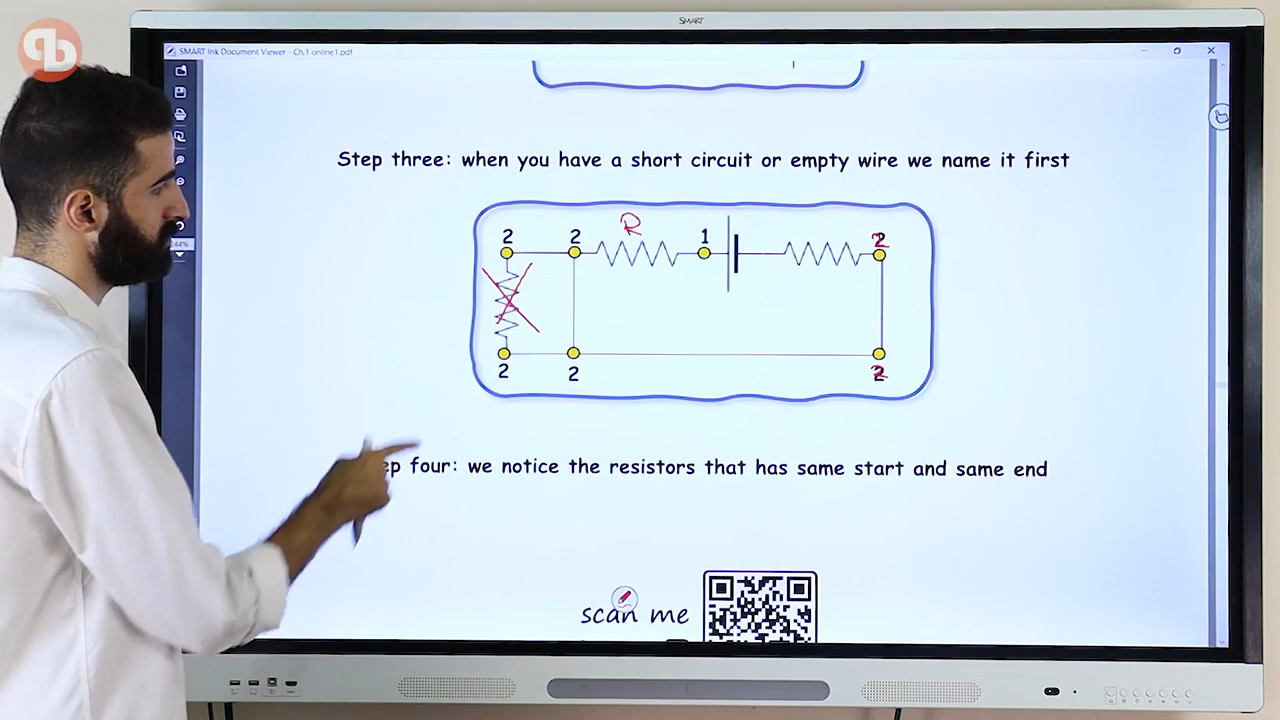 SMART
SMART Ink Document Viewer - Ch.1 online1.pdf
Step three: when you have a short circuit or empty wire we name it first
R
2 2 1 2
2 2 2
ep four: we notice the resistors that has same start and same end
scan me